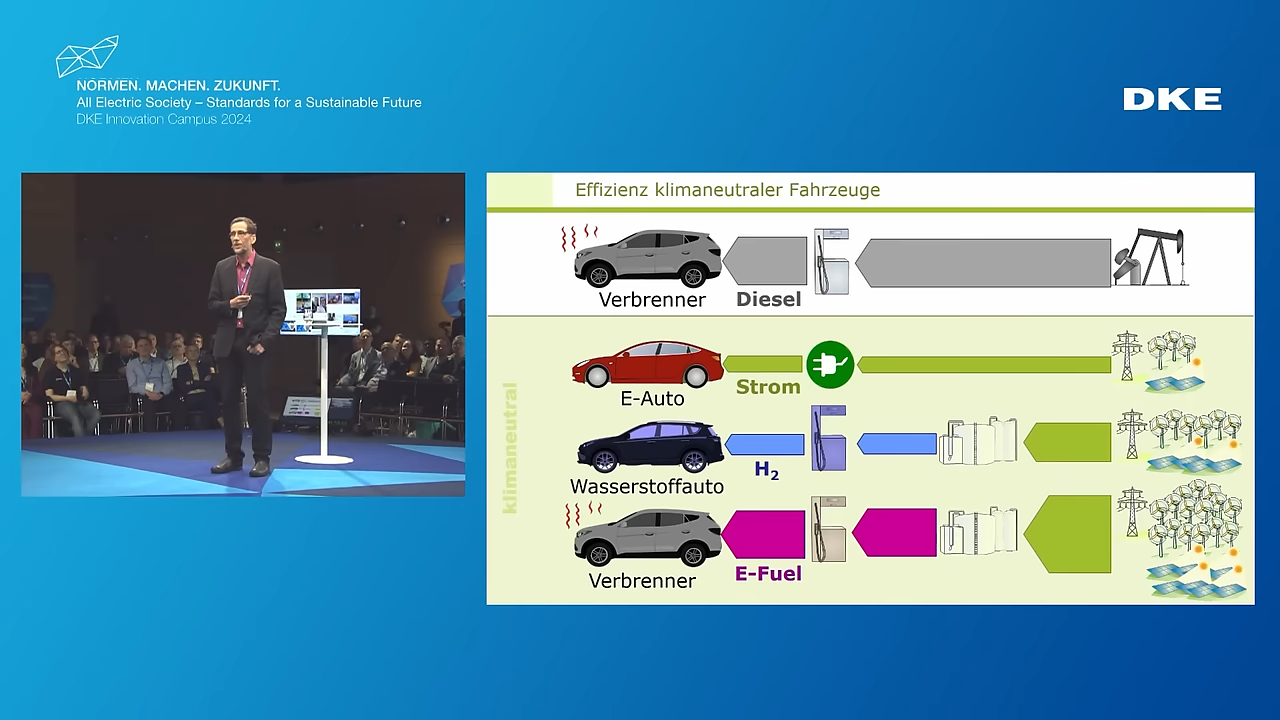 NORMEN. MACHEN. ZUKUNFT.
All Electric Society – Standards for a Sustainable Future
DKE Innovation Campus 2024
DKE
Effizienz klimaneutraler Fahrzeuge
Verbrenner
Diesel
klimaneutral
E-Auto
Strom
Wasserstoffauto
H₂
Verbrenner
E-Fuel